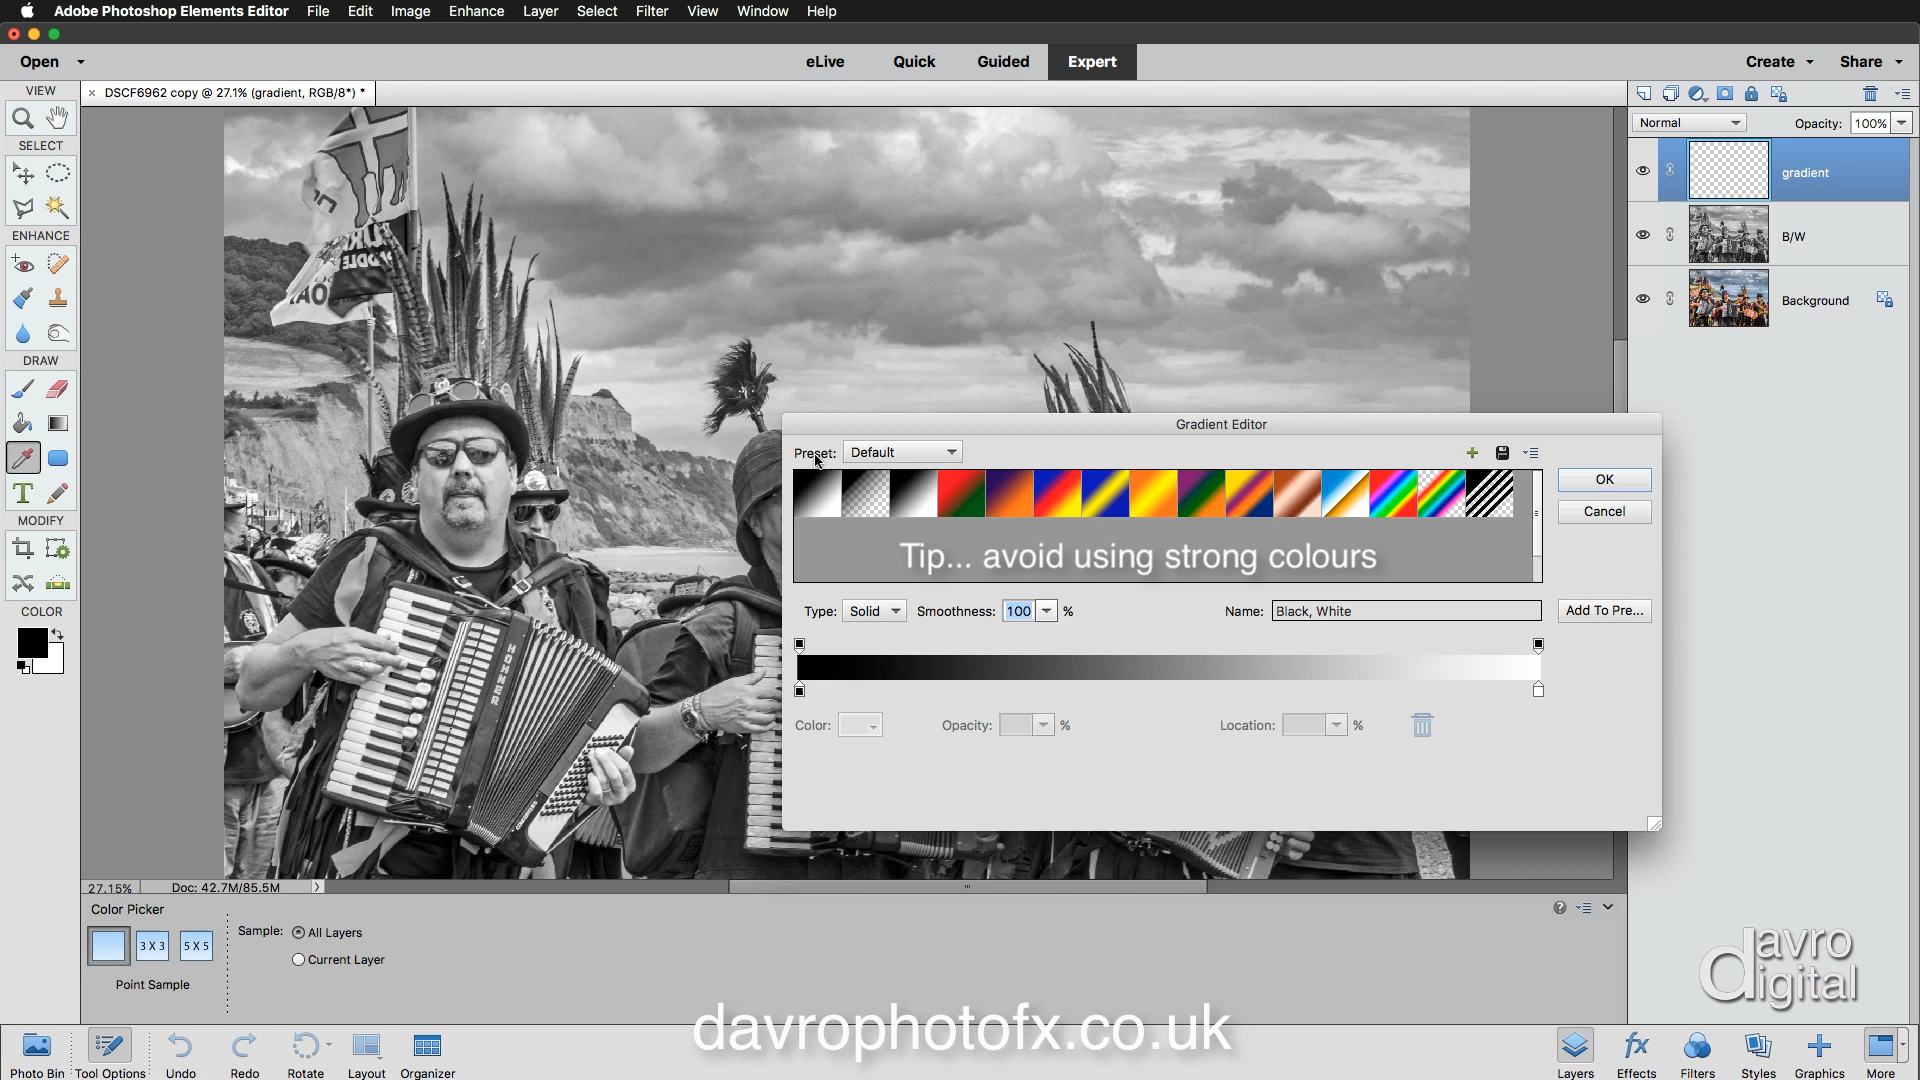 Adobe Photoshop Elements Editor File Edit Image Enhance Layer Select Filter View Window Help
Open eLive Quick Guided Expert Create Share
VIEW
× DSCF6962 copy @ 27.1% (gradient, RGB/8*) *
Normal Opacity: 100%
SELECT
gradient
ENHANCE
B/W
Background
DRAW
Gradient Editor
Preset: Default
OK
Cancel
Tip... avoid using strong colours
MODIFY
Type: Solid Smoothness: 100 % Name: Black, White Add To Pre...
COLOR
HOHNER
Color: Opacity: % Location: %
27.15% Doc: 42.7M/85.5M
Color Picker
3 X 3 5 X 5
Sample: All Layers
Current Layer
Point Sample
davro
digital
davrophotofx.co.uk
Photo Bin Tool Options Undo Redo Rotate Layout Organizer
fx
Layers Effects Filters Styles Graphics More